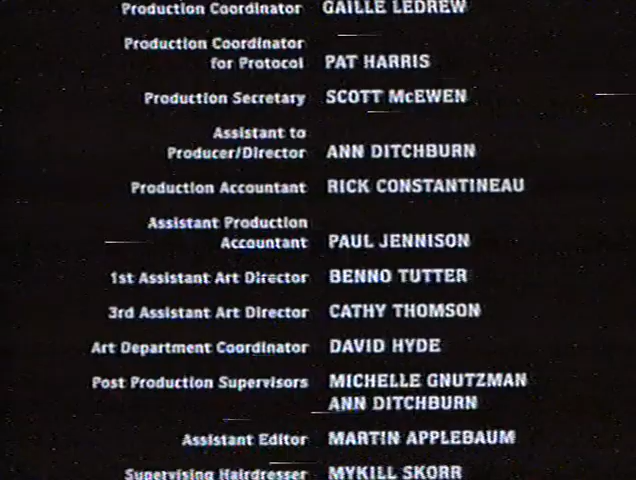 Production Coordinator GAILLE LEDREW
Production Coordinator
for Protocol PAT HARRIS
Production Secretary SCOTT McEWEN
Assistant to
Producer/Director ANN DITCHBURN
Production Accountant RICK CONSTANTINEAU
Assistant Production
Accountant PAUL JENNISON
1st Assistant Art Director BENNO TUTTER
3rd Assistant Art Director CATHY THOMSON
Art Department Coordinator DAVID HYDE
Post Production Supervisors MICHELLE GNUTZMAN
ANN DITCHBURN
Assistant Editor MARTIN APPLEBAUM
Supervising Hairdresser MYKILL SKORR